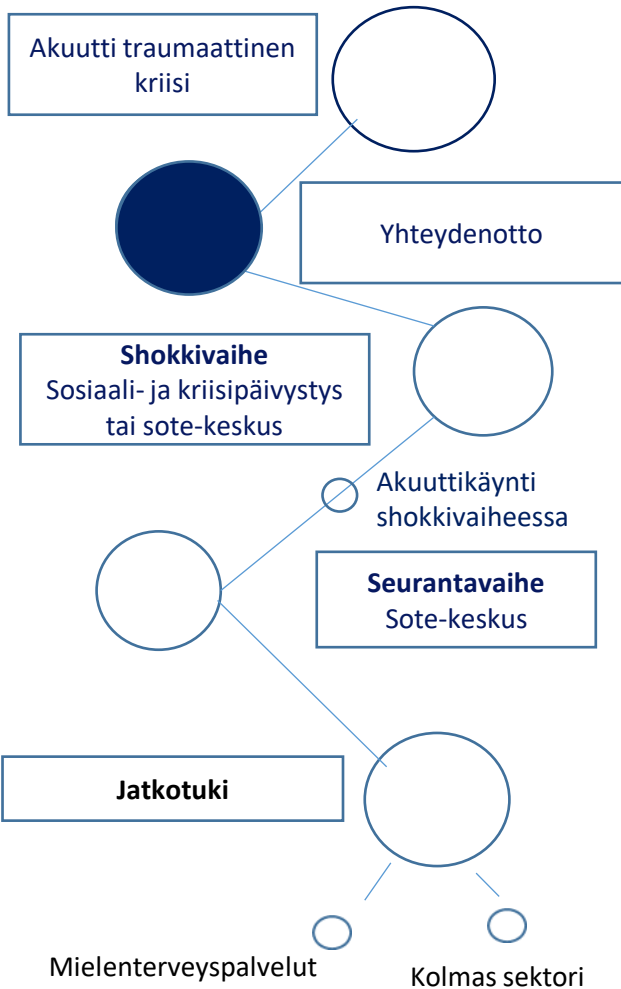 Akuutti traumaattinen
kriisi
Yhteydenotto
Shokkivaihe
Sosiaali- ja kriisipäivystys
tai sote-keskus
Akuuttikäynti
shokkivaiheessa
Seurantavaihe
Sote-keskus
Jatkotuki
Mielenterveyspalvelut
Kolmas sektori